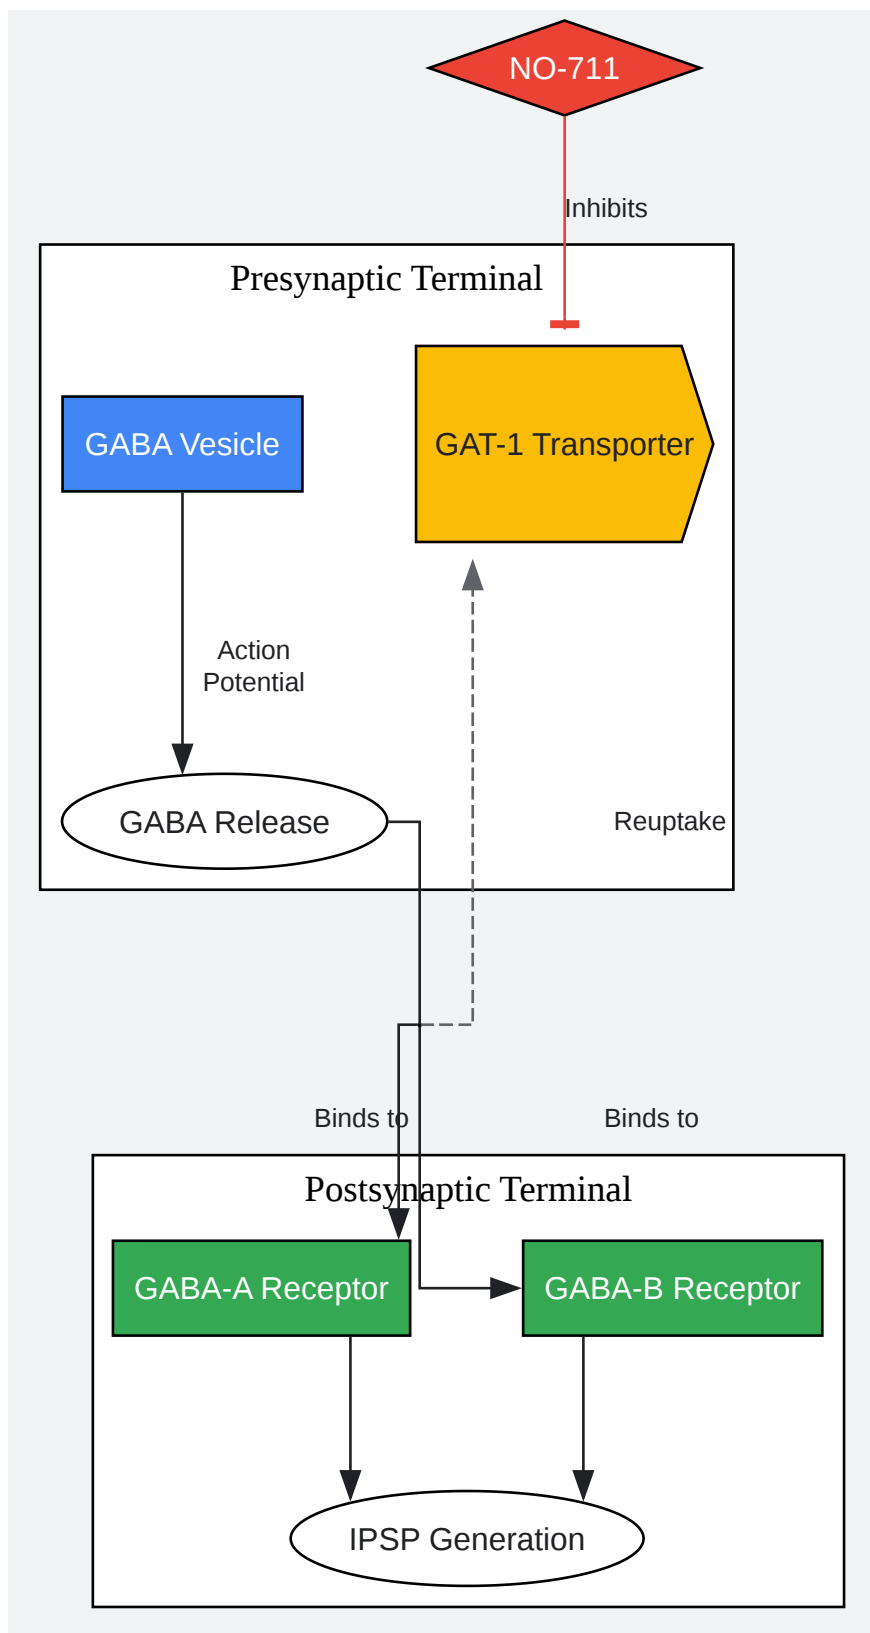 NO-711
Inhibits
Presynaptic Terminal
GABA Vesicle
GAT-1 Transporter
Action
Potential
GABA Release
Reuptake
Binds to
Binds to
Postsynaptic Terminal
GABA-A Receptor
GABA-B Receptor
IPSP Generation